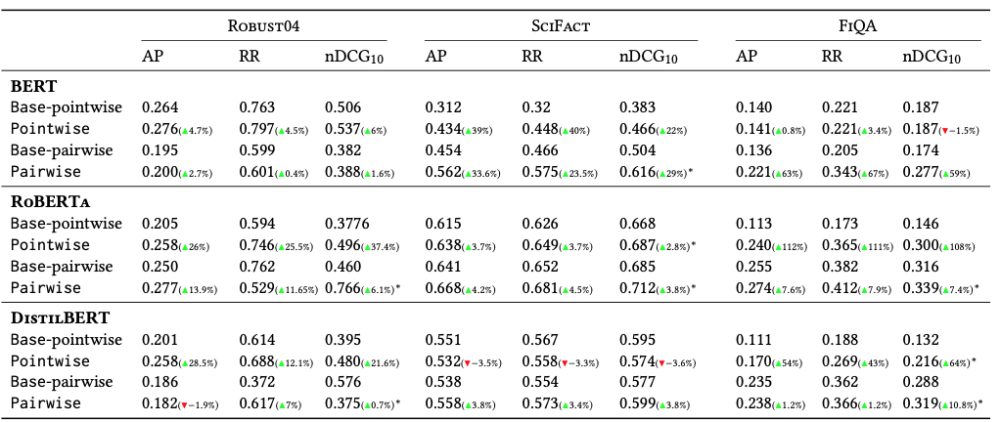 ROBUST04 SCIFACT FIQA
AP RR nDCG10 AP RR nDCG10 AP RR nDCG10
BERT
Base-pointwise 0.264 0.763 0.506 0.312 0.32 0.383 0.140 0.221 0.187
Pointwise 0.276(▲4.7%) 0.797(▲4.5%) 0.537(▲6%) 0.434(▲39%) 0.448(▲40%) 0.466(▲22%) 0.141(▲0.8%) 0.221(▲3.4%) 0.187(▼−1.5%)
Base-pairwise 0.195 0.599 0.382 0.454 0.466 0.504 0.136 0.205 0.174
Pairwise 0.200(▲2.7%) 0.601(▲0.4%) 0.388(▲1.6%) 0.562(▲33.6%) 0.575(▲23.5%) 0.616(▲29%)* 0.221(▲63%) 0.343(▲67%) 0.277(▲59%)
ROBERTA
Base-pointwise 0.205 0.594 0.3776 0.615 0.626 0.668 0.113 0.173 0.146
Pointwise 0.258(▲26%) 0.746(▲25.5%) 0.496(▲37.4%) 0.638(▲3.7%) 0.649(▲3.7%) 0.687(▲2.8%)* 0.240(▲112%) 0.365(▲111%) 0.300(▲108%)
Base-pairwise 0.250 0.762 0.460 0.641 0.652 0.685 0.255 0.382 0.316
Pairwise 0.277(▲13.9%) 0.529(▲11.65%) 0.766(▲6.1%)* 0.668(▲4.2%) 0.681(▲4.5%) 0.712(▲3.8%)* 0.274(▲7.6%) 0.412(▲7.9%) 0.339(▲7.4%)*
DISTILBERT
Base-pointwise 0.201 0.614 0.395 0.551 0.567 0.595 0.111 0.188 0.132
Pointwise 0.258(▲28.5%) 0.688(▲12.1%) 0.480(▲21.6%) 0.532(▼−3.5%) 0.558(▼−3.3%) 0.574(▼−3.6%) 0.170(▲54%) 0.269(▲43%) 0.216(▲64%)*
Base-pairwise 0.186 0.372 0.576 0.538 0.554 0.577 0.235 0.362 0.288
Pairwise 0.182(▼−1.9%) 0.617(▲7%) 0.375(▲0.7%)* 0.558(▲3.8%) 0.573(▲3.4%) 0.599(▲3.8%) 0.238(▲1.2%) 0.366(▲1.2%) 0.319(▲10.8%)*